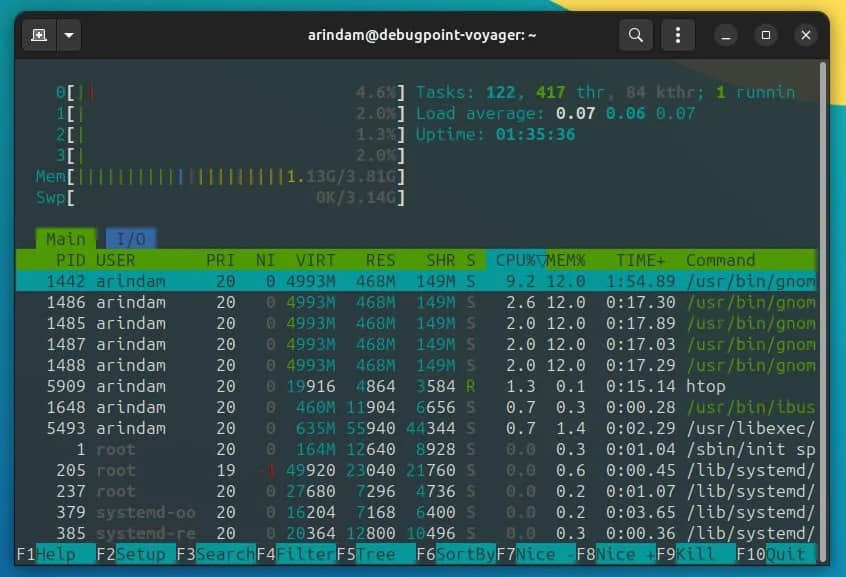 arindam@debugpoint-voyager: ~
0[|| 4.6%] Tasks: 122, 417 thr, 84 kthr; 1 runnin
1[| 2.0%] Load average: 0.07 0.06 0.07
2[| 1.3%] Uptime: 01:35:36
3[| 2.0%]
Mem[|||||||||||||||||||||1.13G/3.81G]
Swp[ 0K/3.14G]
Main I/O
PID USER PRI NI VIRT RES SHR S CPU%▽MEM% TIME+ Command
1442 arindam 20 0 4993M 468M 149M S 9.2 12.0 1:54.89 /usr/bin/gnom
1486 arindam 20 0 4993M 468M 149M S 2.6 12.0 0:17.30 /usr/bin/gnom
1485 arindam 20 0 4993M 468M 149M S 2.0 12.0 0:17.89 /usr/bin/gnom
1487 arindam 20 0 4993M 468M 149M S 2.0 12.0 0:17.03 /usr/bin/gnom
1488 arindam 20 0 4993M 468M 149M S 2.0 12.0 0:17.29 /usr/bin/gnom
5909 arindam 20 0 19916 4864 3584 R 1.3 0.1 0:15.14 htop
1648 arindam 20 0 460M 11904 6656 S 0.7 0.3 0:00.28 /usr/bin/ibus
5493 arindam 20 0 635M 55940 44344 S 0.7 1.4 0:02.29 /usr/libexec/
1 root 20 0 164M 12640 8928 S 0.0 0.3 0:01.04 /sbin/init sp
205 root 19 -1 49920 23040 21760 S 0.0 0.6 0:00.45 /lib/systemd/
237 root 20 0 27680 7296 4736 S 0.0 0.2 0:01.07 /lib/systemd/
379 systemd-oo 20 0 16204 7168 6400 S 0.0 0.2 0:03.65 /lib/systemd/
385 systemd-re 20 0 20364 12800 10496 S 0.0 0.3 0:00.36 /lib/systemd/
F1Help F2Setup F3SearchF4FilterF5Tree F6SortByF7Nice -F8Nice +F9Kill F10Quit